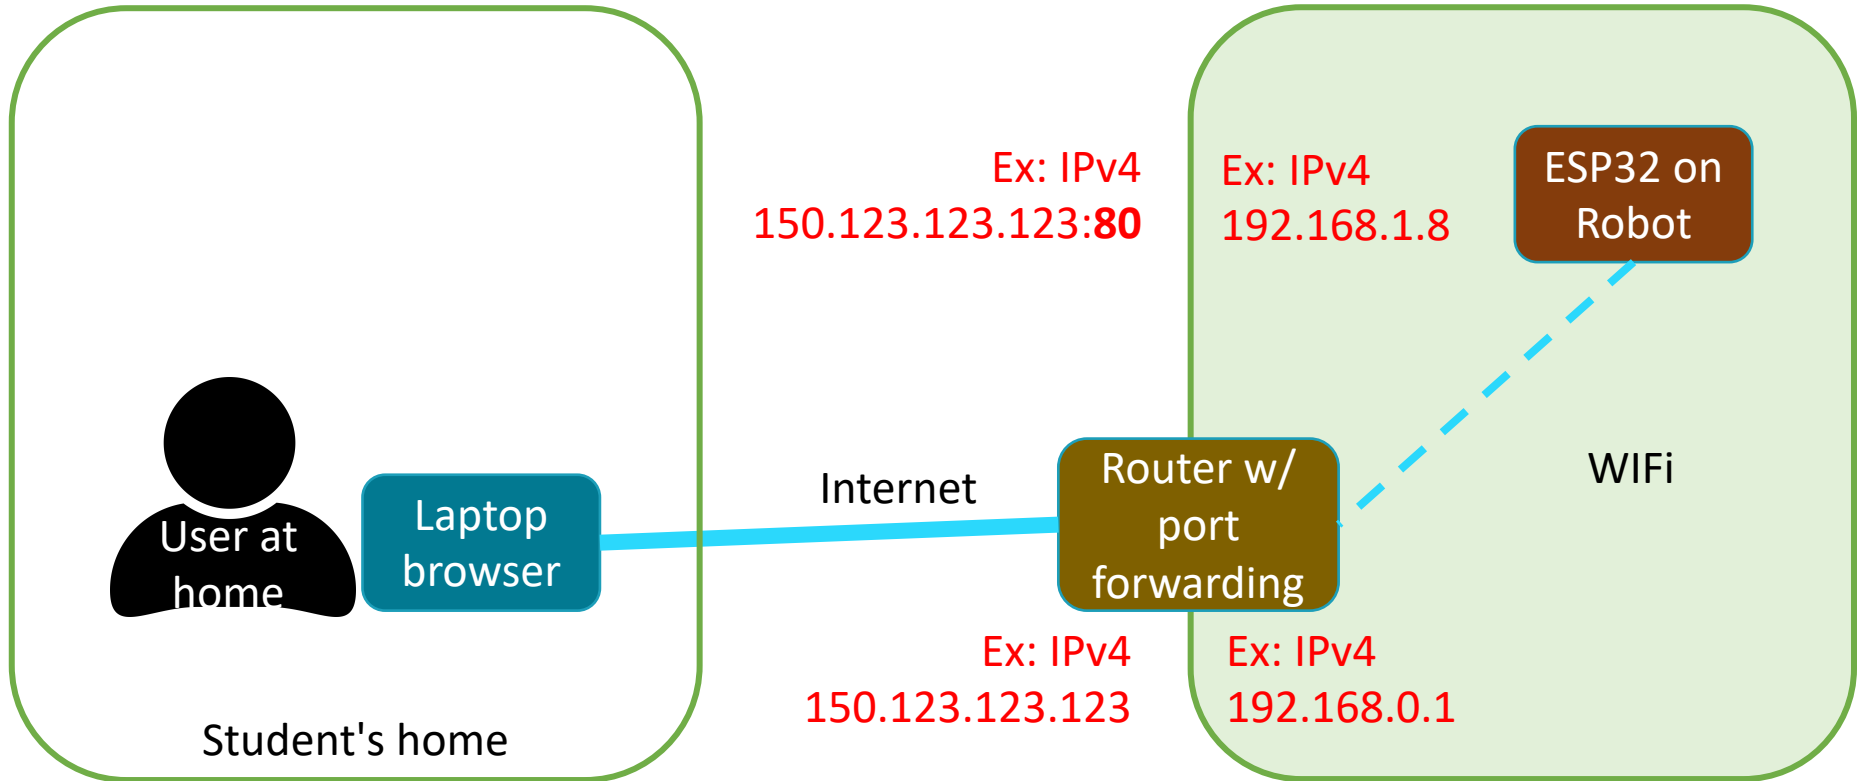 Ex: IPv4
150.123.123.123:80
Ex: IPv4
192.168.1.8
ESP32 on
Robot
User at
home
Laptop
browser
Internet
Router w/
port
forwarding
WIFi
Ex: IPv4
150.123.123.123
Ex: IPv4
192.168.0.1
Student's home